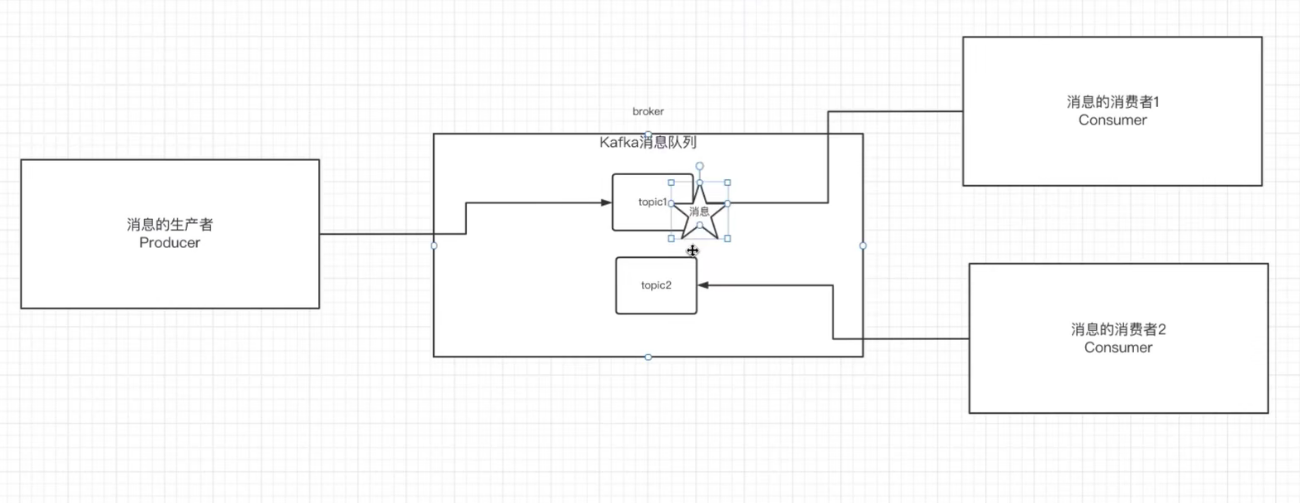 broker
Kafka消息队列
消息的生产者
Producer
topic1
消息
topic2
消息的消费者1
Consumer
消息的消费者2
Consumer